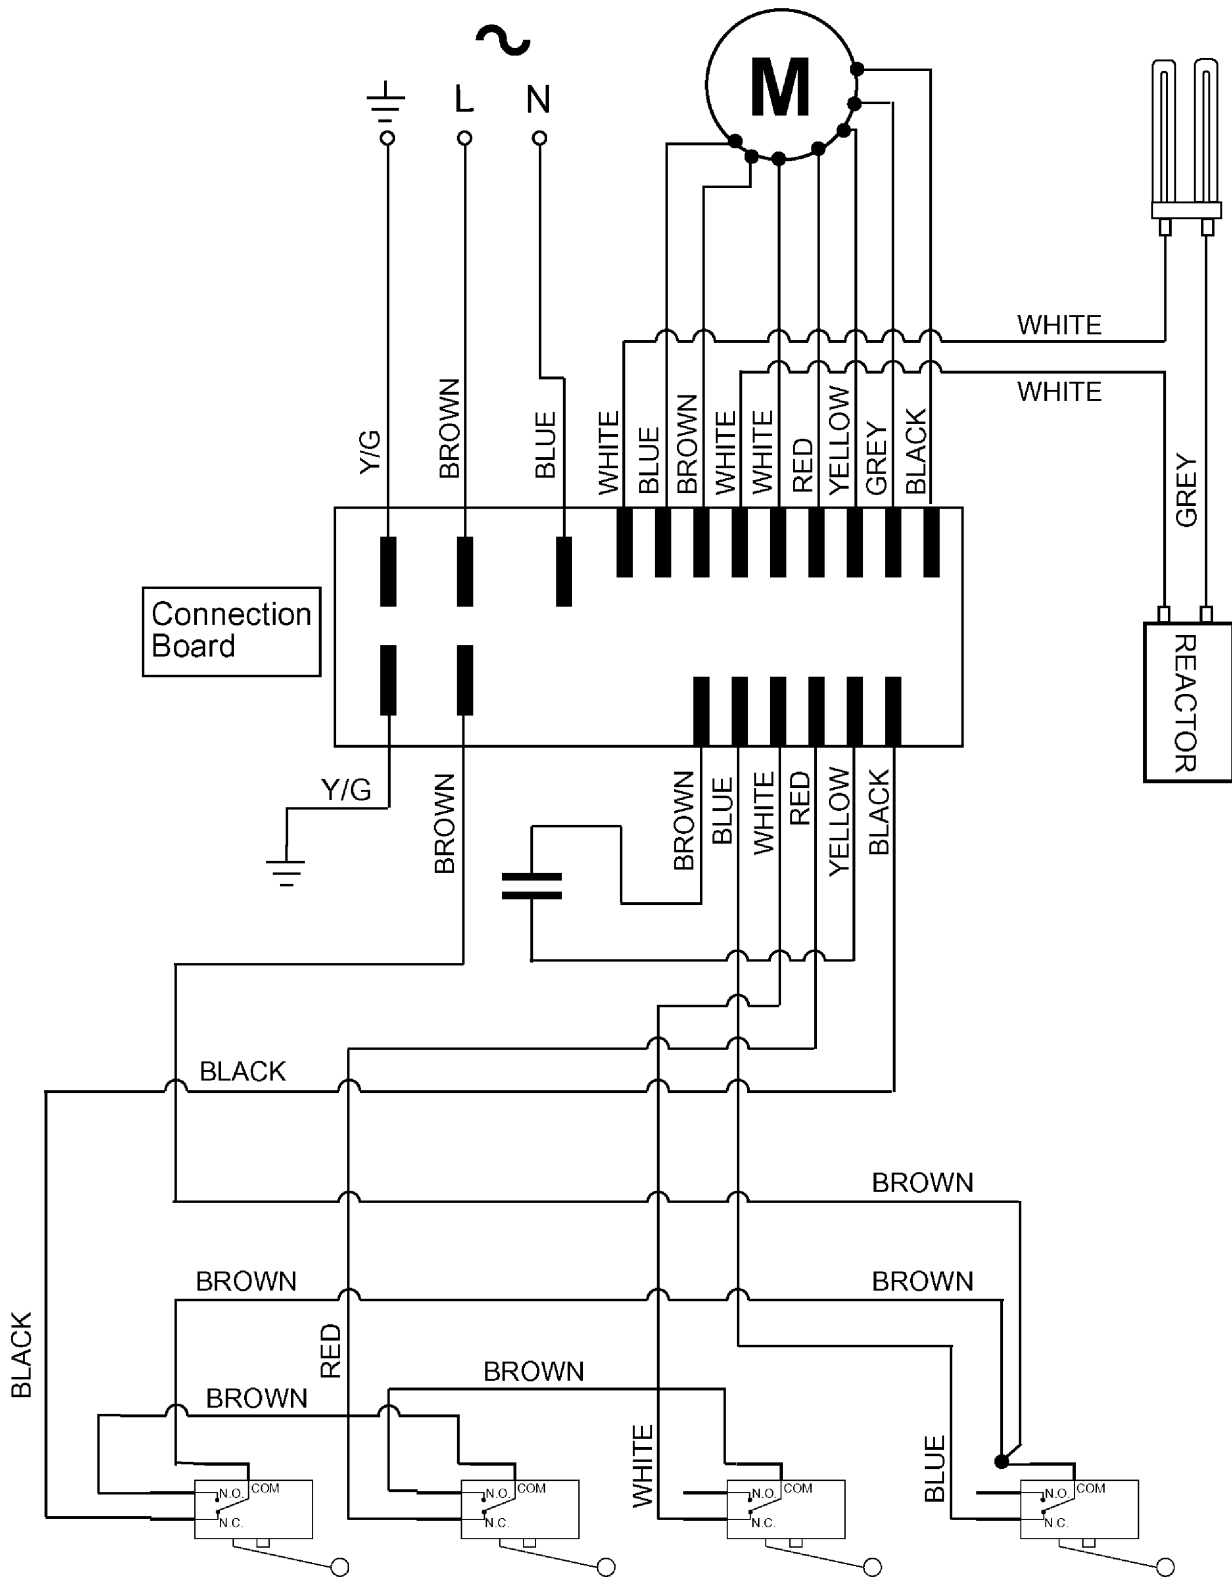 ∿
L N
M
WHITE
WHITE
Y/G
BROWN
BLUE
WHITE
BLUE
BROWN
WHITE
WHITE
RED
YELLOW
GREY
BLACK
GREY
Connection
Board
REACTOR
Y/G
BROWN
BROWN
BLUE
WHITE
RED
YELLOW
BLACK
BLACK
BROWN
BROWN
BROWN
BLACK
RED
BROWN
BROWN
WHITE
BLUE
N.O. COM
N.C.
N.O. COM
N.C.
N.O. COM
N.C.
N.O. COM
N.C.